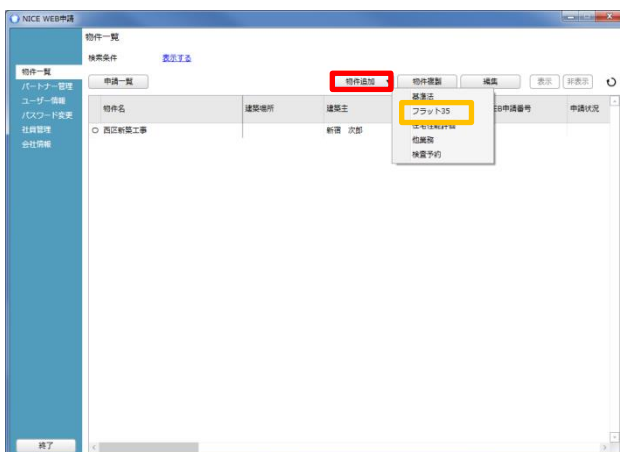 NICE WEB申請
物件一覧
検索条件 表示する
物件一覧
パートナー管理
ユーザー情報
パスワード変更
社員管理
会社情報
申請一覧 物件追加 物件複製 編集 表示 非表示
物件名 建築場所 建築主 EB申請番号 申請状況
西区新築工事 新宿 次郎
基準法
フラット35
住宅性能評価
他業務
検査予約
終了